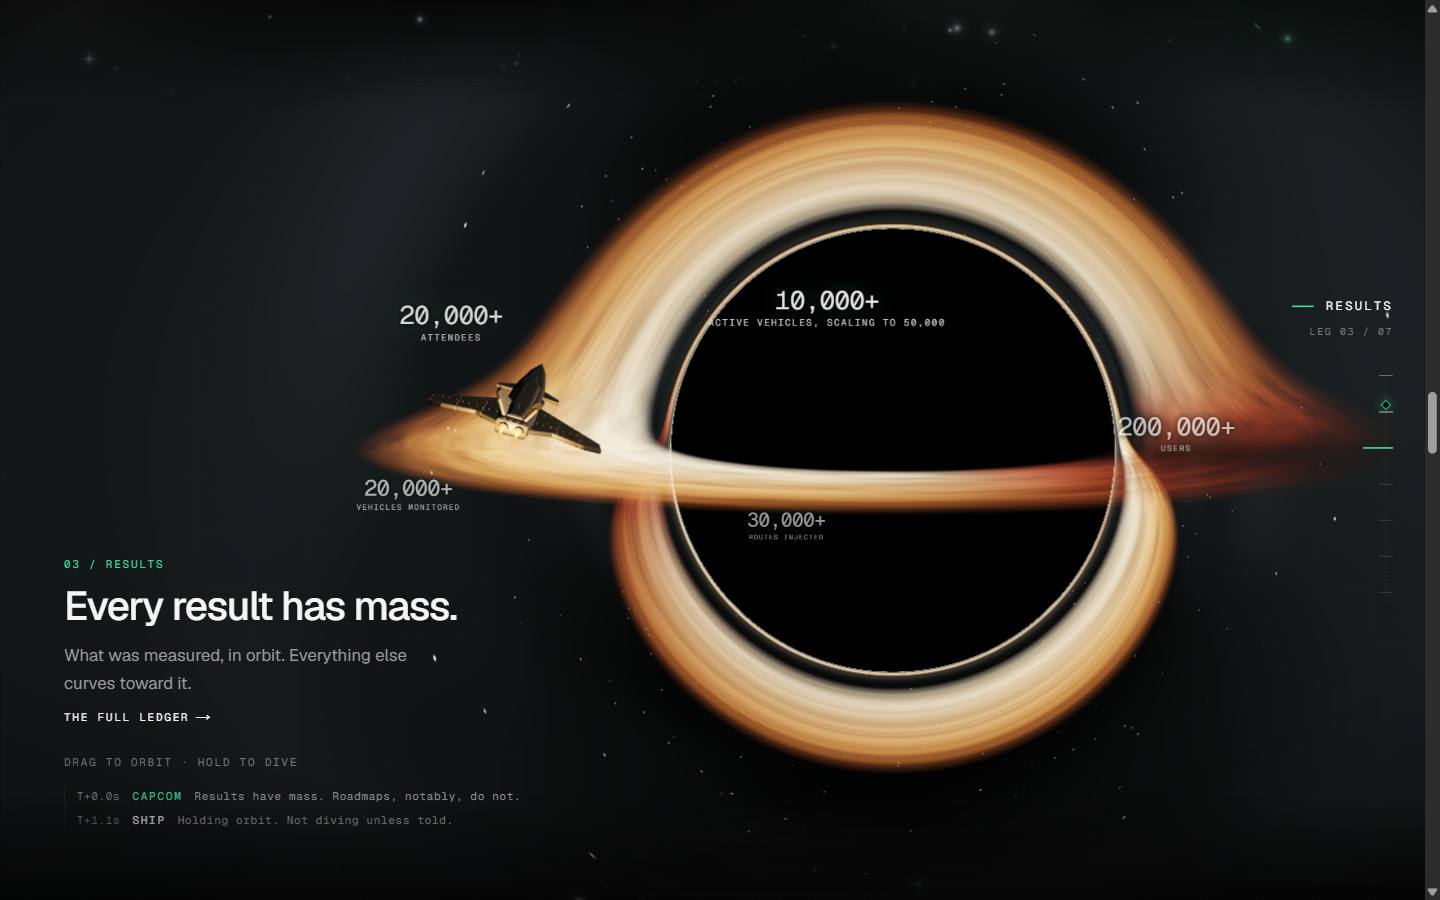 10,000+
ACTIVE VEHICLES, SCALING TO 50,000
20,000+
ATTENDEES
RESULTS
LEG 03 / 07
200,000+
USERS
20,000+
VEHICLES MONITORED
30,000+
ROUTES INJECTED
03 / RESULTS
Every result has mass.
What was measured, in orbit. Everything else
curves toward it.
THE FULL LEDGER →
DRAG TO ORBIT · HOLD TO DIVE
T+0.0s CAPCOM Results have mass. Roadmaps, notably, do not.
T+1.1s SHIP Holding orbit. Not diving unless told.